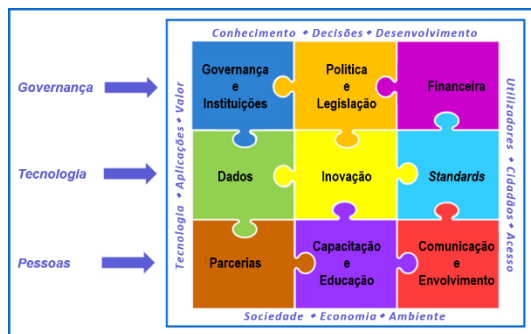 Conhecimento • Decisões • Desenvolvimento
Governança
Governança
e
Instituições
Política
e
Legislação
Financeira
Tecnologia
Dados
Inovação
Standards
Pessoas
Parcerias
Capacitação
e
Educação
Comunicação
e
Envolvimento
Tecnologia • Aplicações • Valor
Utilizadores • Cidadãos • Acesso
Sociedade • Economia • Ambiente